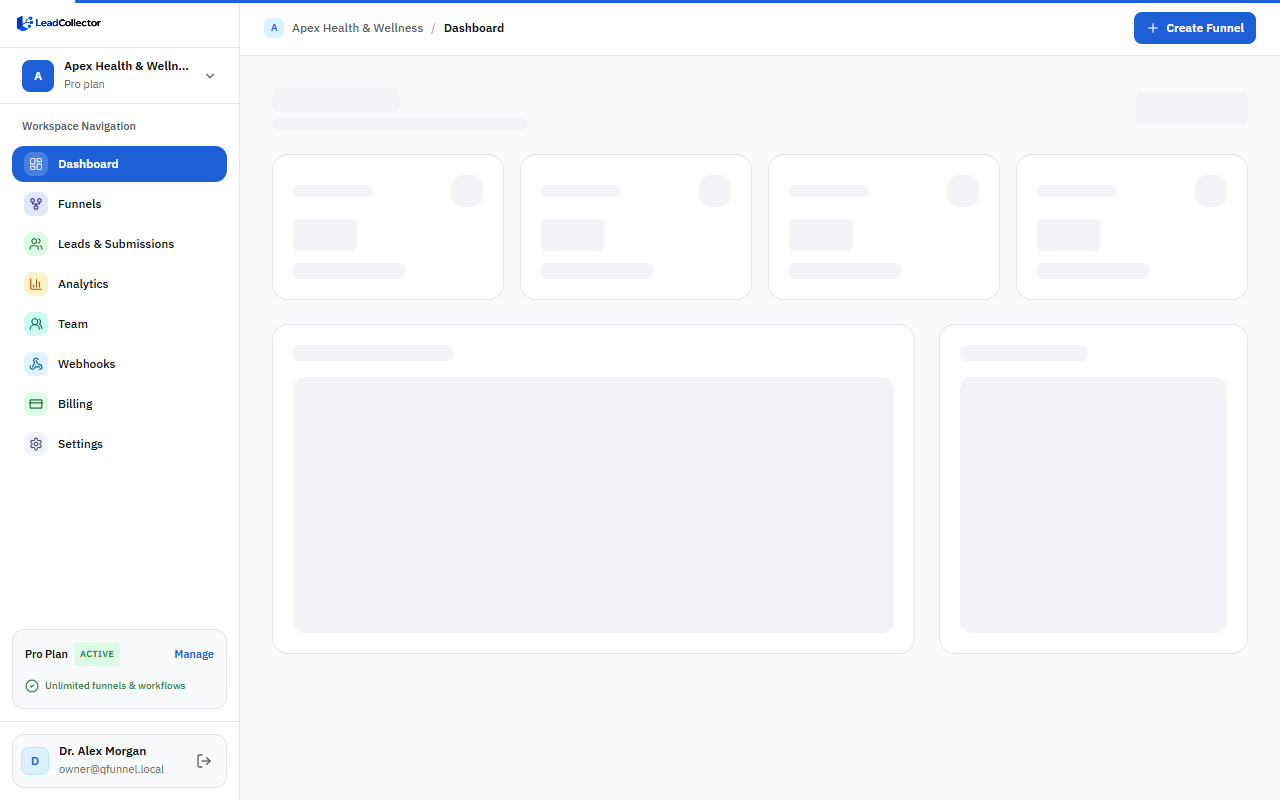 LeadCollector
A
Apex Health & Welln...
Pro plan
Workspace Navigation
Dashboard
Funnels
Leads & Submissions
Analytics
Team
Webhooks
Billing
Settings
Pro Plan ACTIVE Manage
Unlimited funnels & workflows
D
Dr. Alex Morgan
owner@qfunnel.local
A Apex Health & Wellness / Dashboard
+ Create Funnel